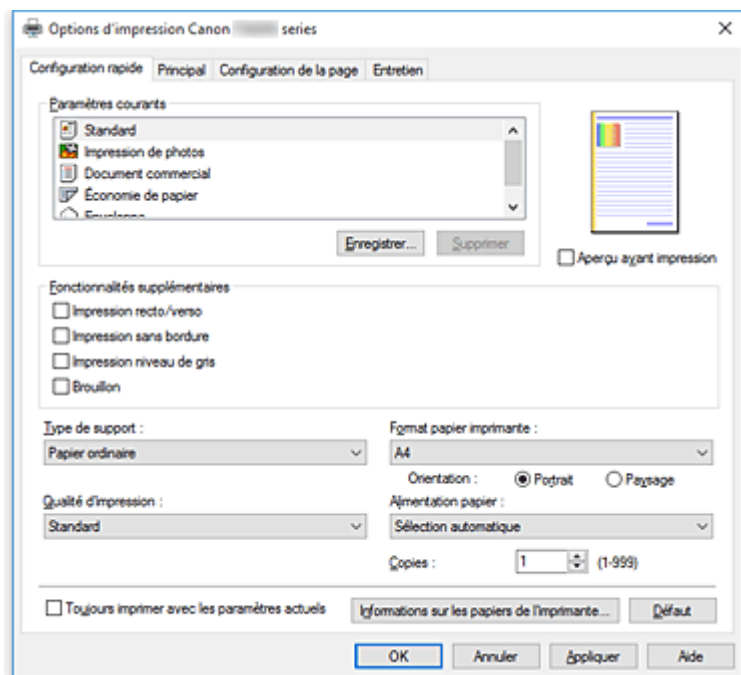 Options d'impression Canon series
Configuration rapide Principal Configuration de la page Entretien
Paramètres courants
Standard
Impression de photos
Document commercial
Économie de papier
Enregistrer... Supprimer
Aperçu avant impression
Fonctionnalités supplémentaires
Impression recto/verso
Impression sans bordure
Impression niveau de gris
Brouillon
Type de support :
Papier ordinaire
Format papier imprimante :
A4
Orientation : Portrait Paysage
Qualité d'impression :
Standard
Alimentation papier :
Sélection automatique
Copies : 1 (1-999)
Toujours imprimer avec les paramètres actuels
Informations sur les papiers de l'imprimante... Défaut
OK Annuler Appliquer Aide